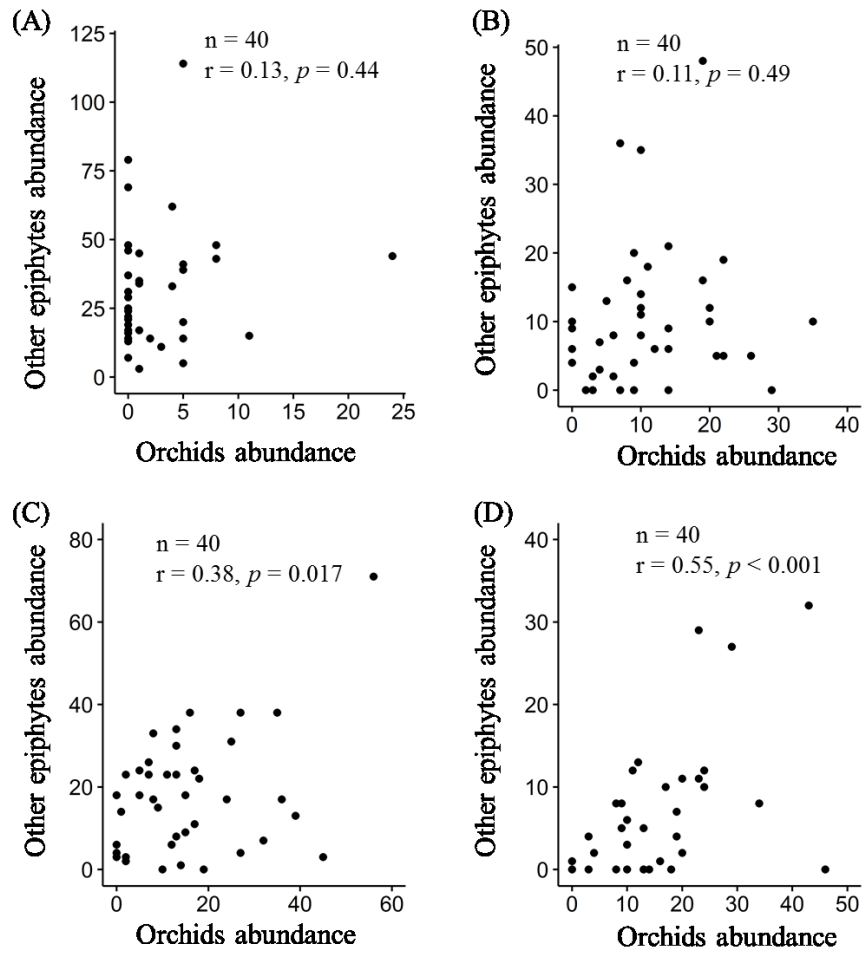 (A)
n = 40
r = 0.13, p = 0.44
Other epiphytes abundance
125
100
75
50
25
0
0 5 10 15 20 25
Orchids abundance
(B)
n = 40
r = 0.11, p = 0.49
Other epiphytes abundance
50
40
30
20
10
0
0 10 20 30 40
Orchids abundance
(C)
n = 40
r = 0.38, p = 0.017
Other epiphytes abundance
80
60
40
20
0
0 20 40 60
Orchids abundance
(D)
n = 40
r = 0.55, p < 0.001
Other epiphytes abundance
40
30
20
10
0
0 10 20 30 40 50
Orchids abundance